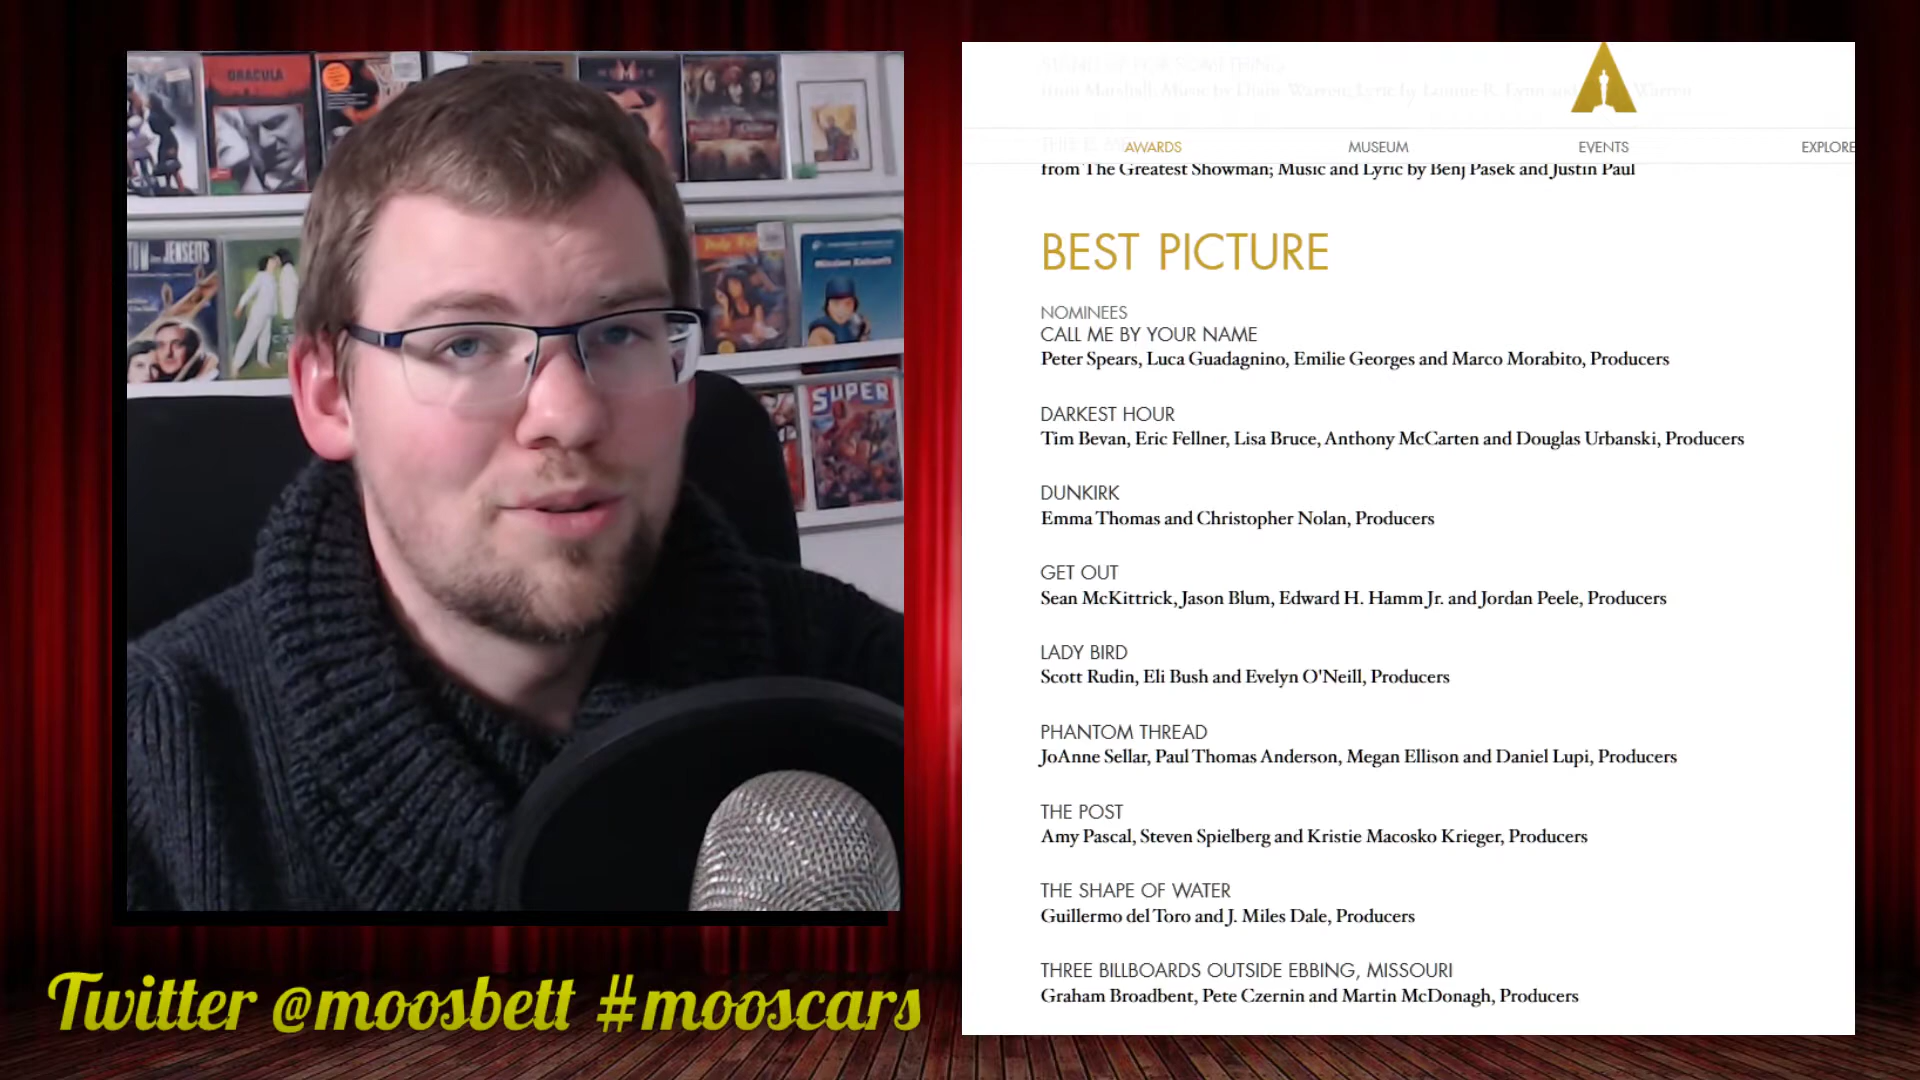 DRACULA
JENSEITS
SUPER
Twitter @moosbett #mooscars
AWARDS
MUSEUM
EVENTS
EXPLORE
from The Greatest Showman; Music and Lyric by Benj Pasek and Justin Paul
BEST PICTURE
NOMINEES
CALL ME BY YOUR NAME
Peter Spears, Luca Guadagnino, Emilie Georges and Marco Morabito, Producers
DARKEST HOUR
Tim Bevan, Eric Fellner, Lisa Bruce, Anthony McCarten and Douglas Urbanski, Producers
DUNKIRK
Emma Thomas and Christopher Nolan, Producers
GET OUT
Sean McKittrick, Jason Blum, Edward H. Hamm Jr. and Jordan Peele, Producers
LADY BIRD
Scott Rudin, Eli Bush and Evelyn O'Neill, Producers
PHANTOM THREAD
JoAnne Sellar, Paul Thomas Anderson, Megan Ellison and Daniel Lupi, Producers
THE POST
Amy Pascal, Steven Spielberg and Kristie Macosko Krieger, Producers
THE SHAPE OF WATER
Guillermo del Toro and J. Miles Dale, Producers
THREE BILLBOARDS OUTSIDE EBBING, MISSOURI
Graham Broadbent, Pete Czernin and Martin McDonagh, Producers